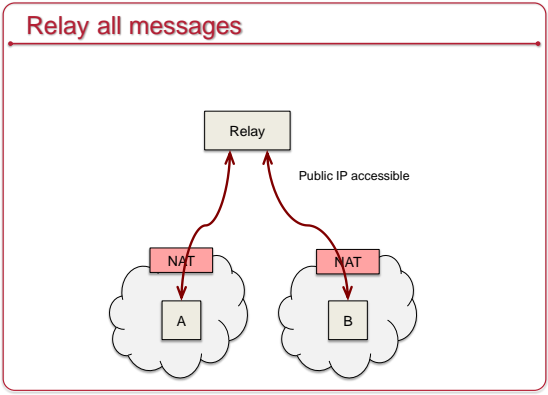 Relay all messages
Relay
Public IP accessible
NAT
NAT
A
B